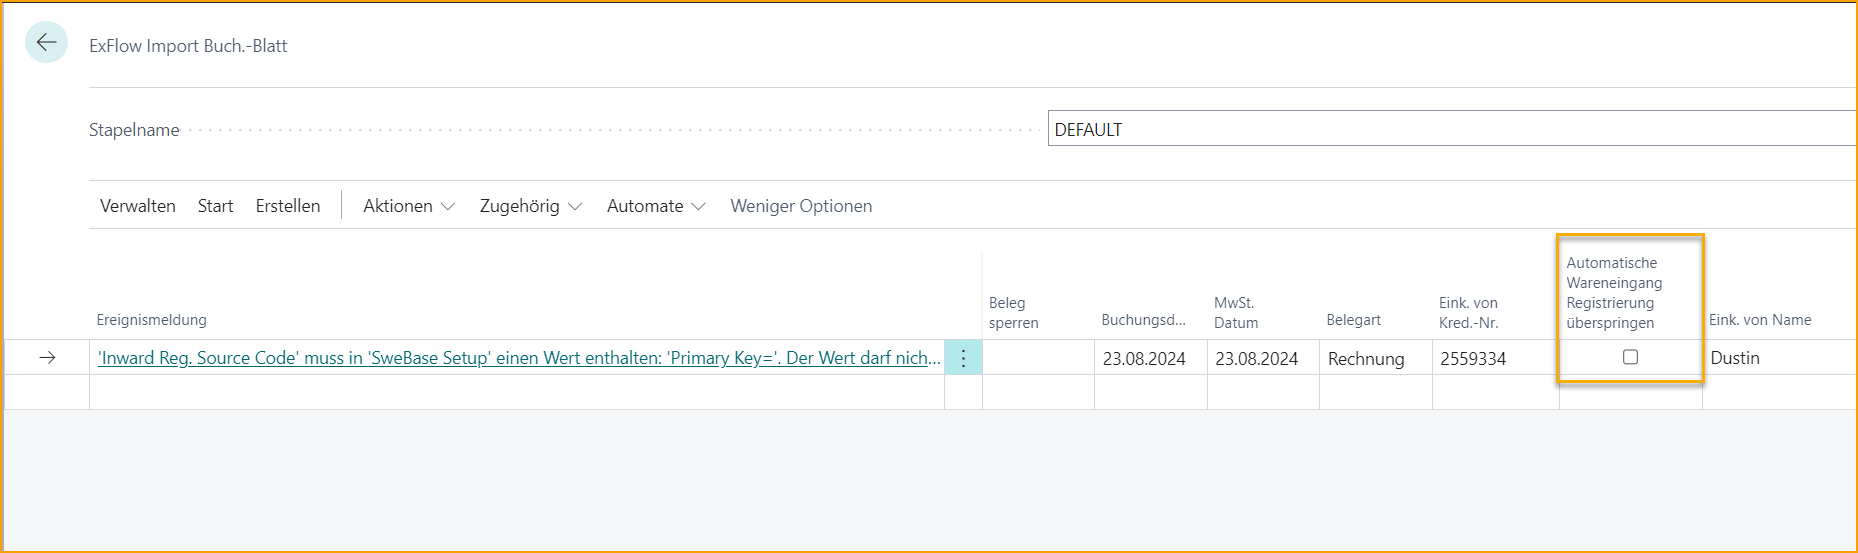 ExFlow Import Buch.-Blatt
Stapelname
DEFAULT
Verwalten Start Erstellen Aktionen Zugehörig Automate Weniger Optionen
Ereignismeldung
Beleg
sperren
Buchungsd...
MwSt.
Datum
Belegart
Eink. von
Kred.-Nr.
Automatische
Wareneingang
Registrierung
überspringen
Eink. von Name
'Inward Reg. Source Code' muss in 'SweBase Setup' einen Wert enthalten: 'Primary Key='. Der Wert darf nich... 23.08.2024 23.08.2024 Rechnung 2559334 Dustin